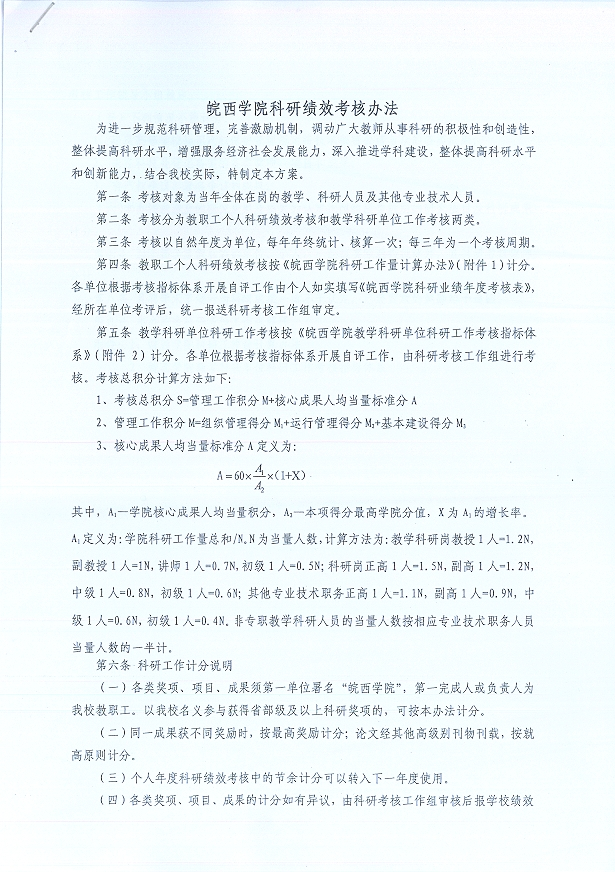 皖西学院科研绩效考核办法
为进一步规范科研管理，完善激励机制，调动广大教师从事科研的积极性和创造性，
整体提高科研水平，增强服务经济社会发展能力，深入推进学科建设，整体提高科研水平
和创新能力，结合我校实际，特制定本方案。
第一条 考核对象为当年全体在岗的教学、科研人员及其他专业技术人员。
第二条 考核分为教职工个人科研绩效考核和教学科研单位工作考核两类。
第三条 考核以自然年度为单位，每年年终统计、核算一次；每三年为一个考核周期。
第四条 教职工个人科研绩效考核按《皖西学院科研工作量计算办法》（附件1）计分。
各单位根据考核指标体系开展自评工作由个人如实填写《皖西学院科研业绩年度考核表》，
经所在单位考评后，统一报送科研考核工作组审定。
第五条 教学科研单位科研工作考核按《皖西学院教学科研单位科研工作考核指标体
系》（附件 2）计分。各单位根据考核指标体系开展自评工作，由科研考核工作组进行考
核。考核总积分计算方法如下：
1、考核总积分 S=管理工作积分 M+核心成果人均当量标准分 A
2、管理工作积分 M=组织管理得分 M₁+运行管理得分 M₂+基本建设得分 M₃
3、核心成果人均当量标准分 A 定义为：
A＝60×A₁/A₂×（1+X）
其中，A₁—学院核心成果人均当量积分，A₂—本项得分最高学院分值，X 为 A₁ 的增长率。
A₁定义为：学院科研工作量总和/N。N 为当量人数，计算方法为：教学科研岗教授 1 人=1.2N，
副教授 1 人=1N，讲师 1 人=0.7N，初级 1 人=0.5N；科研岗正高 1 人=1.5N，副高 1 人=1.2N，
中级 1 人=0.8N，初级 1 人=0.6N；其他专业技术职务正高 1 人=1.1N，副高 1 人=0.9N，中
级 1 人=0.6N，初级 1 人=0.4N。非专职教学科研人员的当量人数按相应专业技术职务人员
当量人数的一半计。
第六条 科研工作计分说明
（一）各类奖项、项目、成果须第一单位署名“皖西学院”，第一完成人或负责人为
我校教职工。以我校名义参与获得省部级及以上科研奖项的，可按本办法计分。
（二）同一成果获不同奖励时，按最高奖励计分；论文经其他高级别刊物刊载，按就
高原则计分。
（三）个人年度科研绩效考核中的节余计分可以转入下一年度使用。
（四）各类奖项、项目、成果的计分如有异议，由科研考核工作组审核后报学校绩效